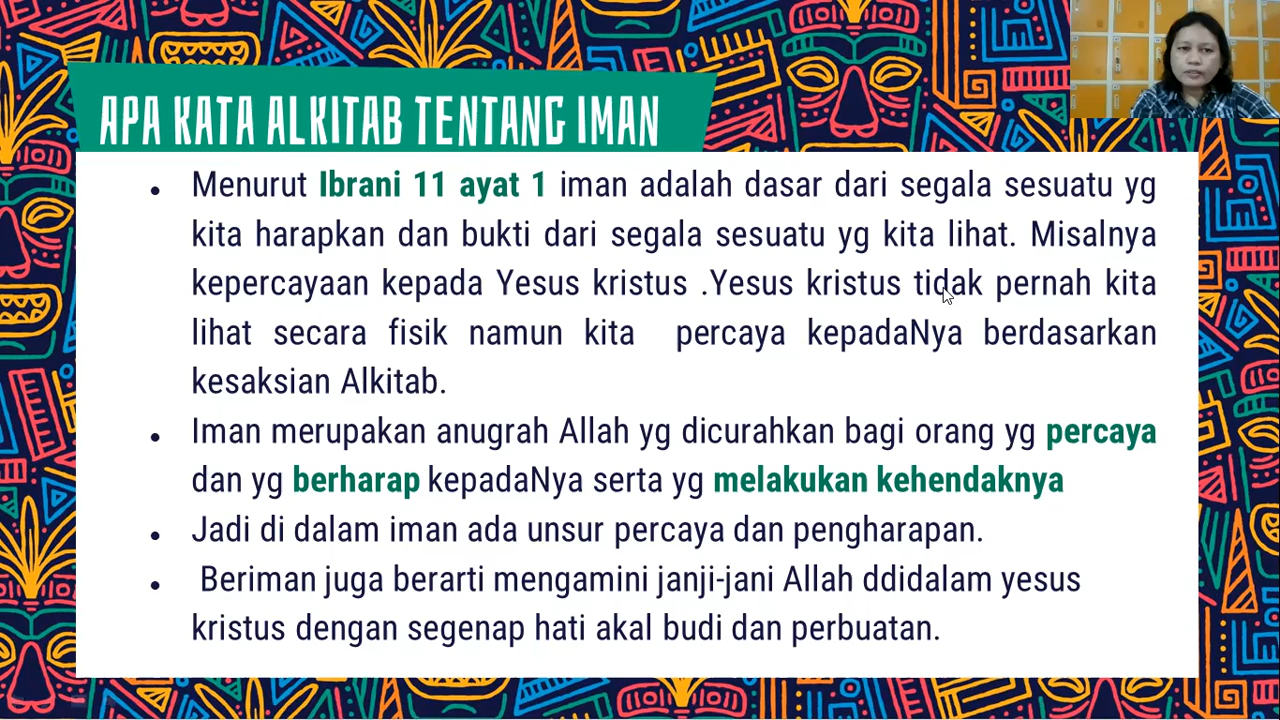 APA KATA ALKITAB TENTANG IMAN
• Menurut Ibrani 11 ayat 1 iman adalah dasar dari segala sesuatu yg
kita harapkan dan bukti dari segala sesuatu yg kita lihat. Misalnya
kepercayaan kepada Yesus kristus .Yesus kristus tidak pernah kita
lihat secara fisik namun kita percaya kepadaNya berdasarkan
kesaksian Alkitab.
• Iman merupakan anugrah Allah yg dicurahkan bagi orang yg percaya
dan yg berharap kepadaNya serta yg melakukan kehendaknya
• Jadi di dalam iman ada unsur percaya dan pengharapan.
• Beriman juga berarti mengamini janji-jani Allah ddidalam yesus
kristus dengan segenap hati akal budi dan perbuatan.